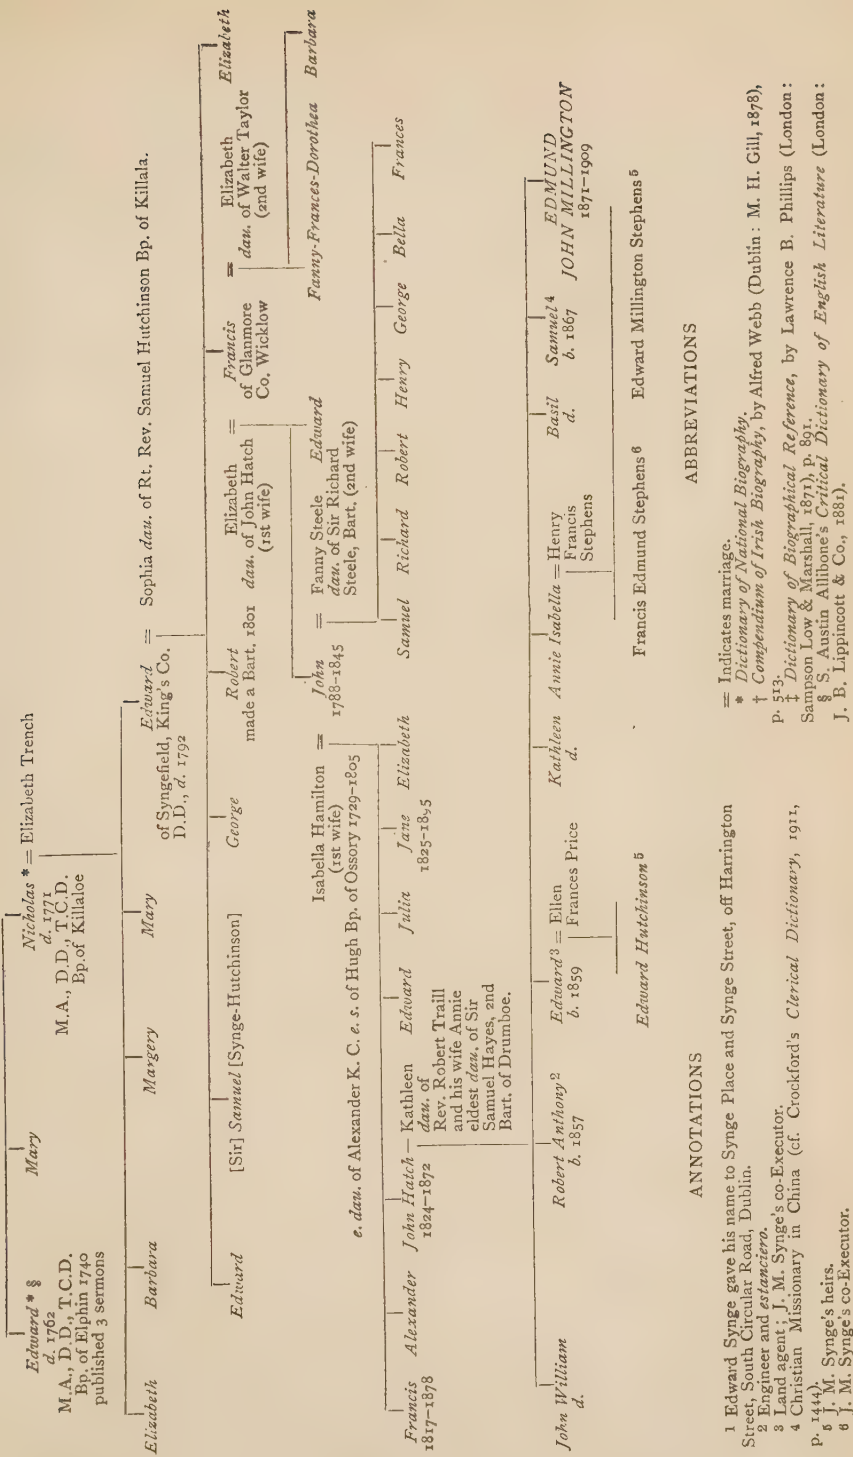 Edward * §
d. 1762
M.A., D.D., T.C.D.
Bp. of Elphin 1740
published 3 sermons
Mary
Nicholas * = Elizabeth Trench
d. 1771
M.A., D.D., T.C.D.
Bp. of Killaloe
Elizabeth
Barbara
Margery
Mary
Edward = Sophia dau. of Rt. Rev. Samuel Hutchinson Bp. of Killala.
of Syngefield, King's Co.
D.D., d. 1792
Edward
[Sir] Samuel [Synge-Hutchinson]
George
Robert
made a Bart. 1801
Elizabeth
dau. of John Hatch
(1st wife)
=
Francis
of Glanmore
Co. Wicklow
=
Elizabeth
dau. of Walter Taylor
(2nd wife)
Elizabeth
Isabella Hamilton =
(1st wife)
e. dau. of Alexander K. C. e. s. of Hugh Bp. of Ossory 1729–1805
John =
1788–1845
Fanny Steele
dau. of Sir Richard
Steele, Bart. (2nd wife)
Edward
Fanny-Frances-Dorothea
Barbara
Francis
1817–1878
Alexander
John Hatch —
1824–1872
Kathleen
dau. of
Rev. Robert Traill
and his wife Annie
eldest dau. of Sir
Samuel Hayes, 2nd
Bart. of Drumboe.
Edward
Julia
Jane
1825–1895
Elizabeth
Samuel
Richard
Robert
Henry
George
Bella
Frances
John William
d.
Robert Anthony 2
b. 1857
Edward 3 = Ellen
b. 1859
Frances Price
Kathleen
d.
Annie Isabella = Henry
Francis
Stephens
Basil
d.
Samuel 4
b. 1867
EDMUND
JOHN MILLINGTON
1871–1909
Edward Hutchinson 5
Francis Edmund Stephens 6
Edward Millington Stephens 5
ANNOTATIONS
1 Edward Synge gave his name to Synge Place and Synge Street, off Harrington
Street, South Circular Road, Dublin.
2 Engineer and estanciero.
3 Land agent; J. M. Synge's co-Executor.
4 Christian Missionary in China (cf. Crockford's Clerical Dictionary, 1911,
p. 1444).
5 J. M. Synge's heirs.
6 J. M. Synge's co-Executor.
ABBREVIATIONS
= Indicates marriage.
* Dictionary of National Biography.
† Compendium of Irish Biography, by Alfred Webb (Dublin: M. H. Gill, 1878),
p. 513.
‡ Dictionary of Biographical Reference, by Lawrence B. Phillips (London:
Sampson Low & Marshall, 1871), p. 891.
§ S. Austin Allibone's Critical Dictionary of English Literature (London:
J. B. Lippincott & Co., 1881).